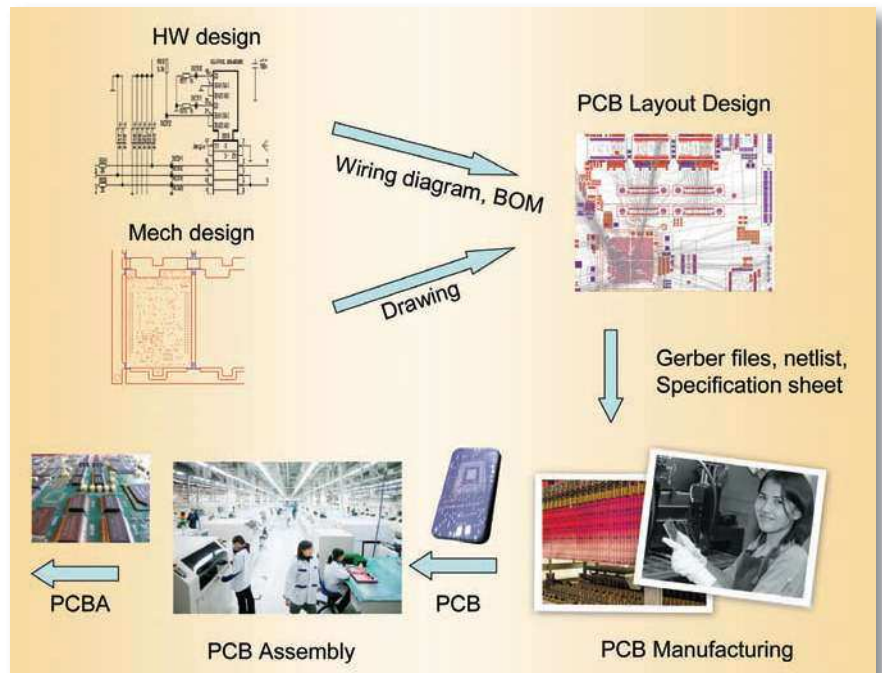 HW design
PCB Layout Design
Wiring diagram, BOM
Mech design
Drawing
Gerber files, netlist,
Specification sheet
PCBA
PCB
PCB Assembly
PCB Manufacturing